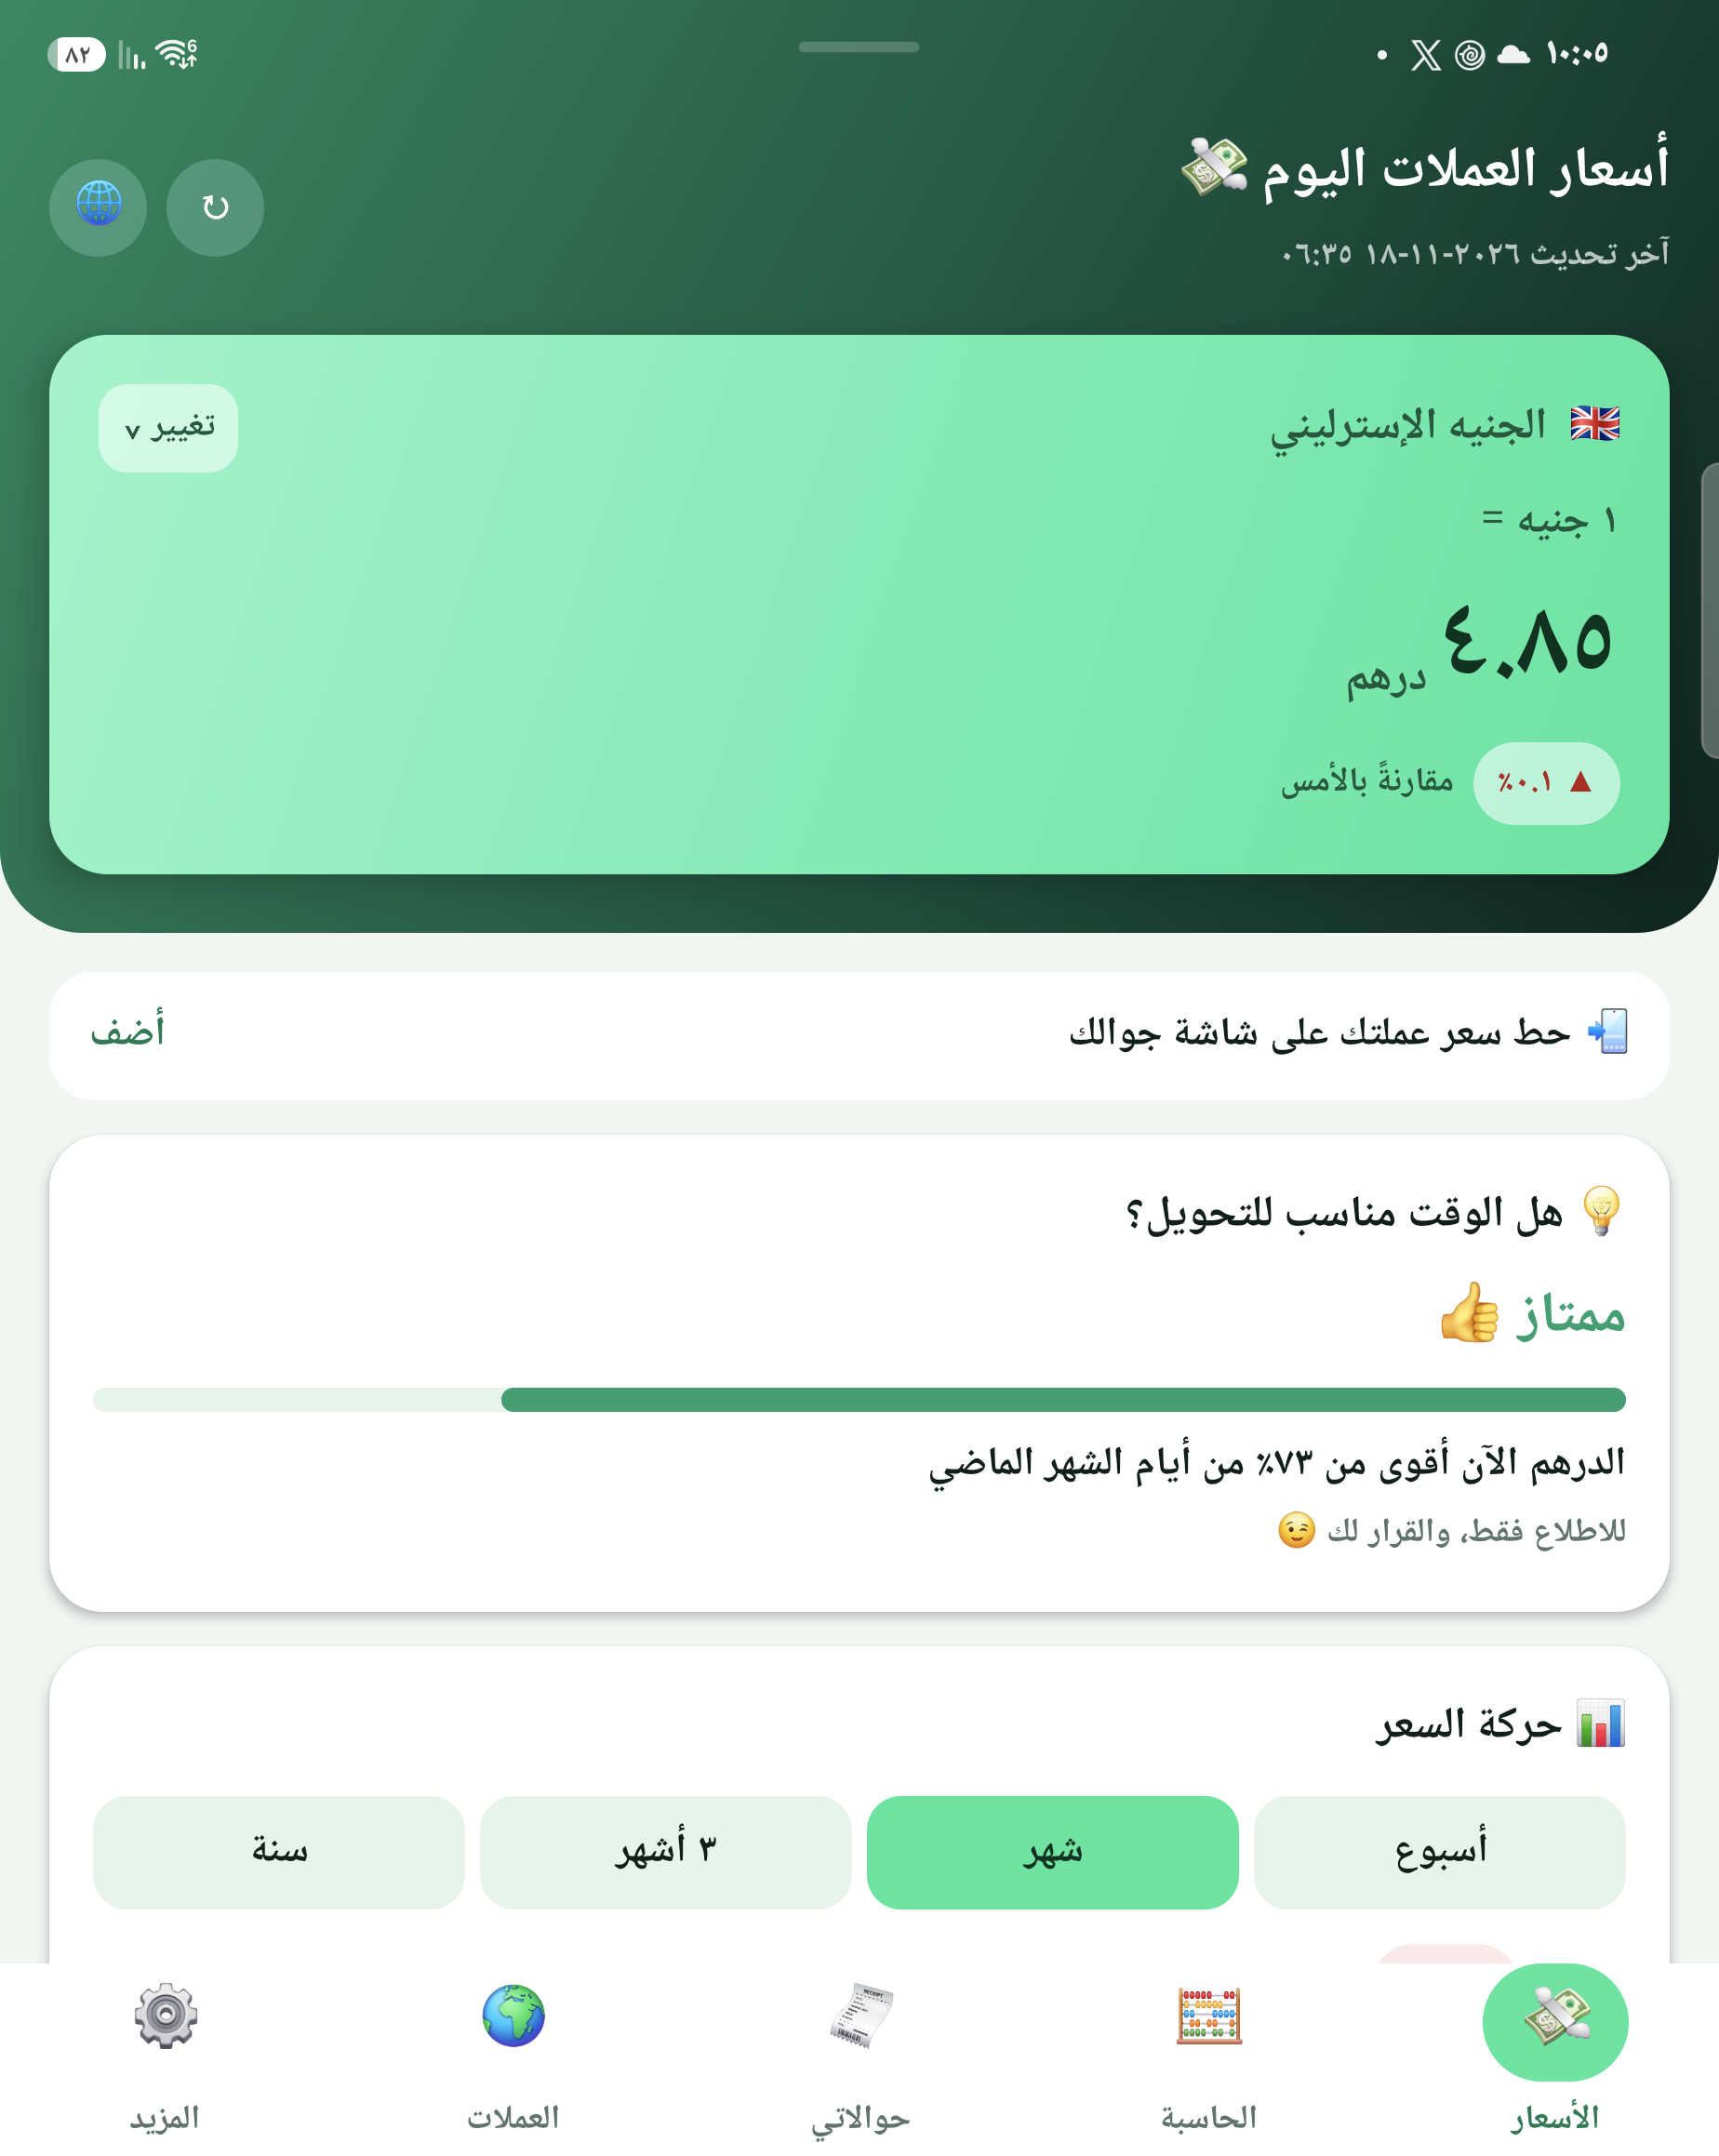 ١٠:٠٥
٨٢
أسعار العملات اليوم 💸
آخر تحديث ٢٠٢٦-١١-١٨ ٠٦:٣٥
🇬🇧 الجنيه الإسترليني
تغيير ˅
١ جنيه =
٤.٨٥ درهم
▲ ٠.١٪ مقارنةً بالأمس
📲 حط سعر عملتك على شاشة جوالك
أضف
💡 هل الوقت مناسب للتحويل؟
ممتاز 👍
الدرهم الآن أقوى من ٧٣٪ من أيام الشهر الماضي
للاطلاع فقط، والقرار لك 😉
📊 حركة السعر
أسبوع
شهر
٣ أشهر
سنة
الأسعار
الحاسبة
حوالاتي
العملات
المزيد